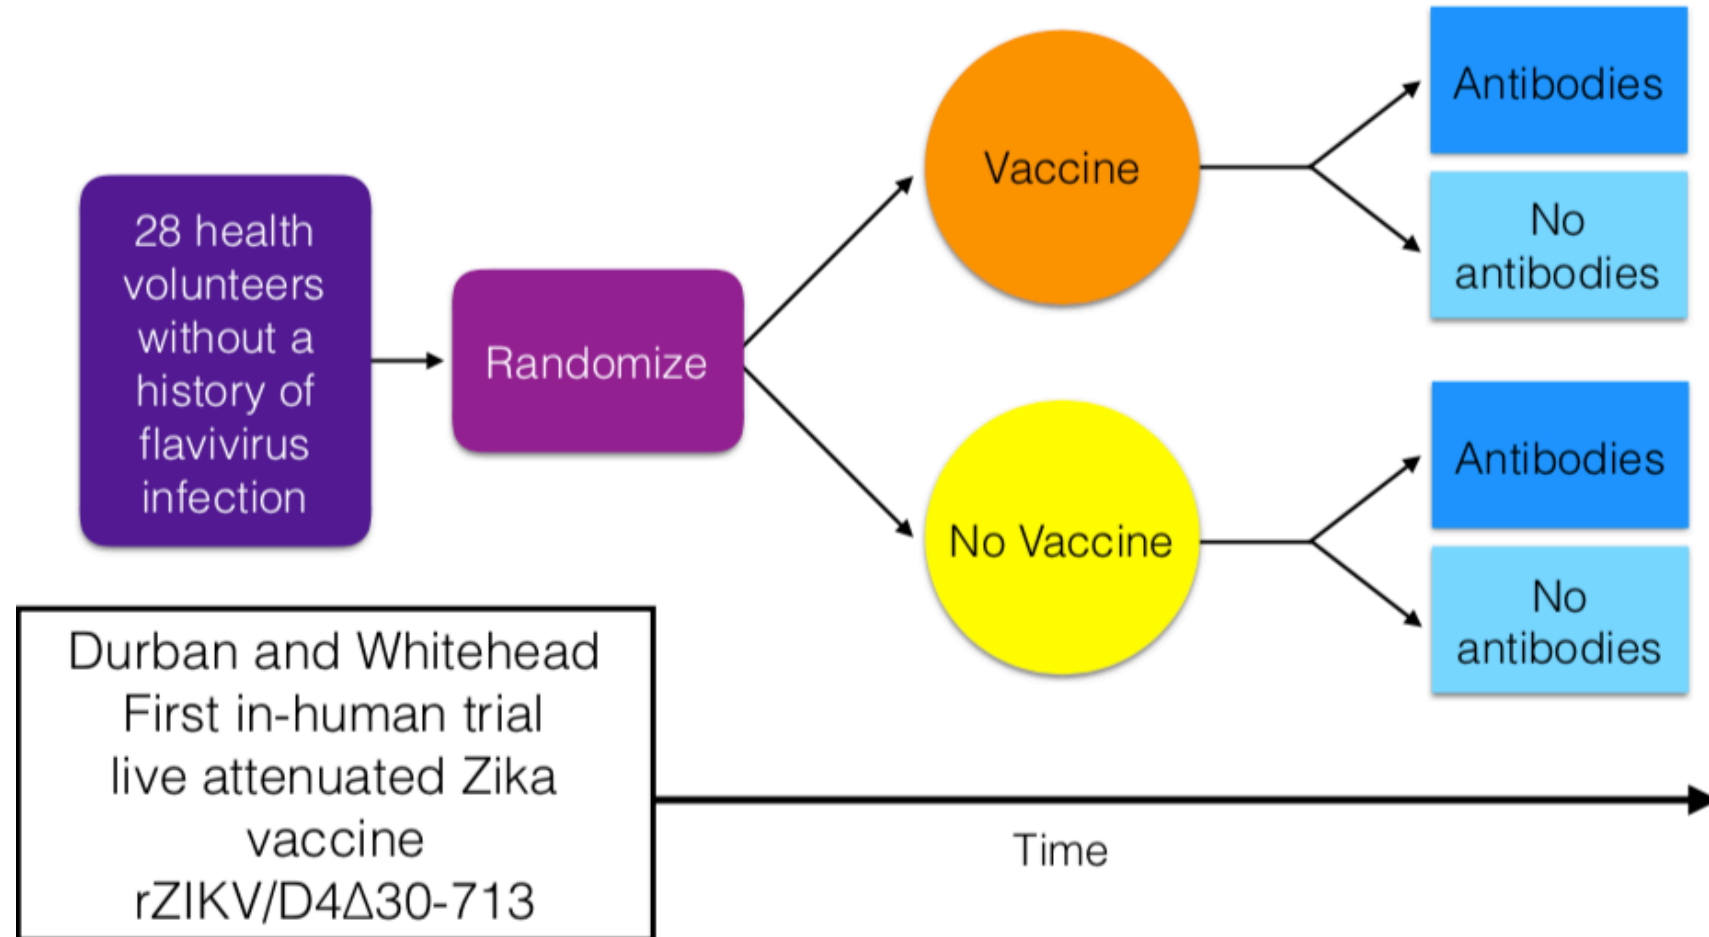 28 health
volunteers
without a
history of
flavivirus
infection
Randomize
Vaccine
No Vaccine
Antibodies
No
antibodies
Antibodies
No
antibodies
Durban and Whitehead
First in-human trial
live attenuated Zika
vaccine
rZIKV/D4Δ30-713
Time